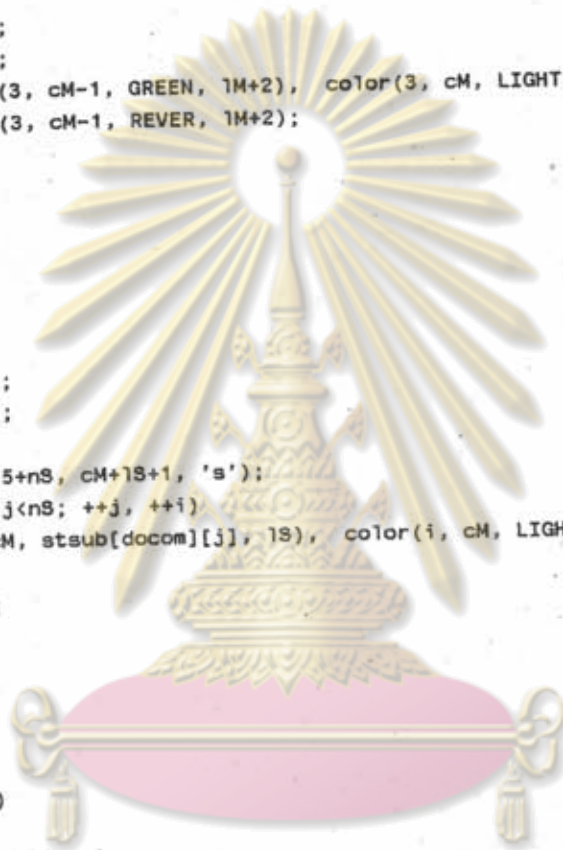 ;
;
(3, cM-1, GREEN, lM+2), color(3, cM, LIGHT
(3, cM-1, REVER, lM+2);
;
;
5+nS, cM+lS+1, 's');
j<nS; ++j, ++i)
M, stsub[docom][j], lS), color(i, cM, LIGH
)